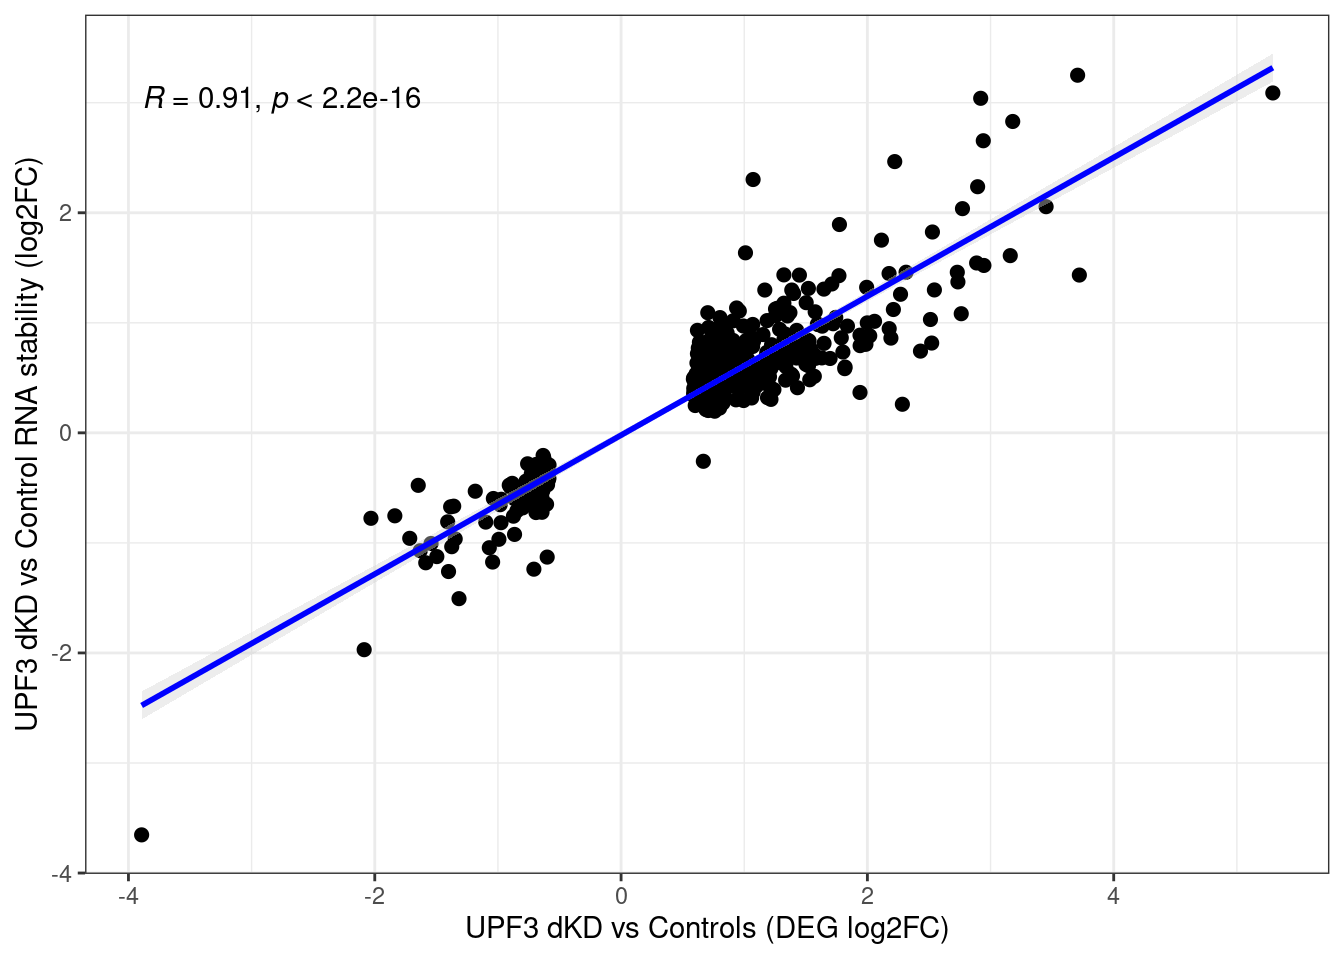 R = 0.91, p < 2.2e-16
UPF3 dKD vs Control RNA stability (log2FC)
2
0
-2
-4
-4 -2 0 2 4
UPF3 dKD vs Controls (DEG log2FC)